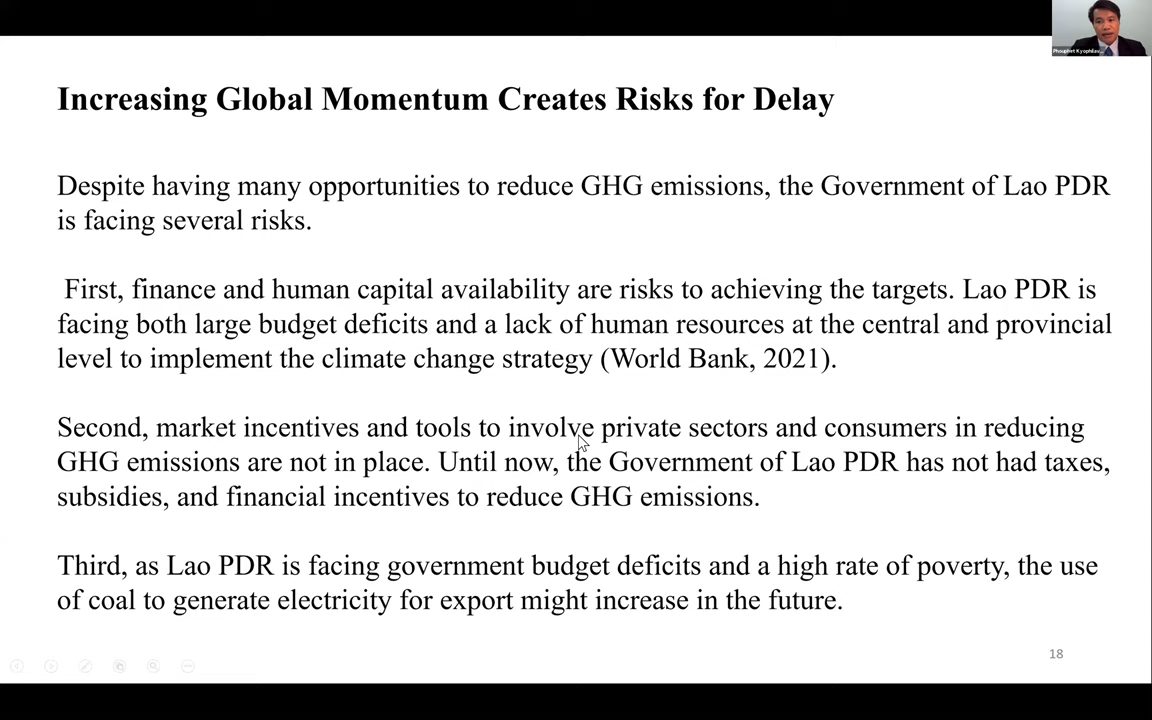 Phouphet Kyophilav...
Increasing Global Momentum Creates Risks for Delay
Despite having many opportunities to reduce GHG emissions, the Government of Lao PDR
is facing several risks.
First, finance and human capital availability are risks to achieving the targets. Lao PDR is
facing both large budget deficits and a lack of human resources at the central and provincial
level to implement the climate change strategy (World Bank, 2021).
Second, market incentives and tools to involve private sectors and consumers in reducing
GHG emissions are not in place. Until now, the Government of Lao PDR has not had taxes,
subsidies, and financial incentives to reduce GHG emissions.
Third, as Lao PDR is facing government budget deficits and a high rate of poverty, the use
of coal to generate electricity for export might increase in the future.
18